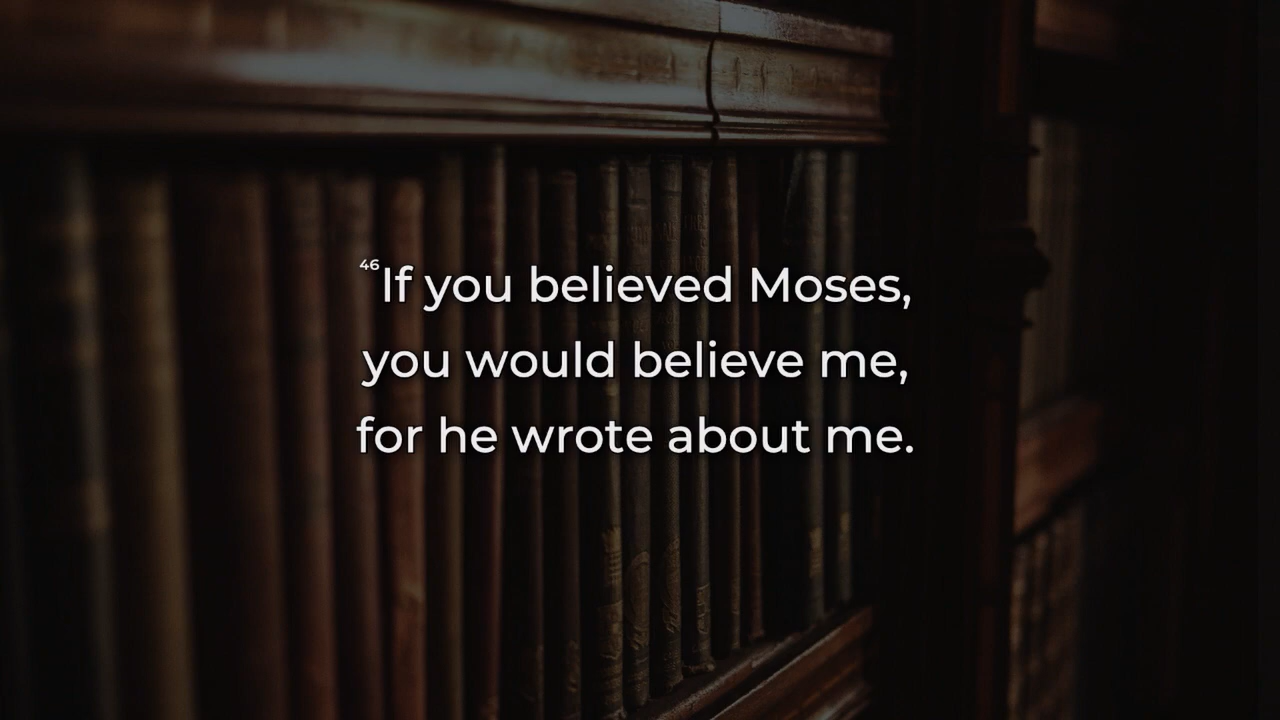 ⁴⁶If you believed Moses,
you would believe me,
for he wrote about me.